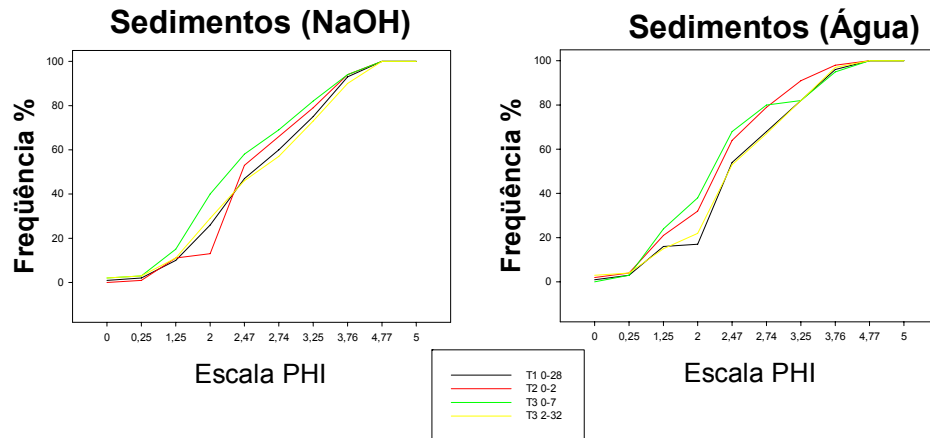 Sedimentos (NaOH)
Freqüência %
100
80
60
40
20
0
0 0,25 1,25 2 2,47 2,74 3,25 3,76 4,77 5
Escala PHI
Sedimentos (Água)
Freqüência %
100
80
60
40
20
0
0 0,25 1,25 2 2,47 2,74 3,25 3,76 4,77 5
Escala PHI
T1 0-28
T2 0-2
T3 0-7
T3 2-32